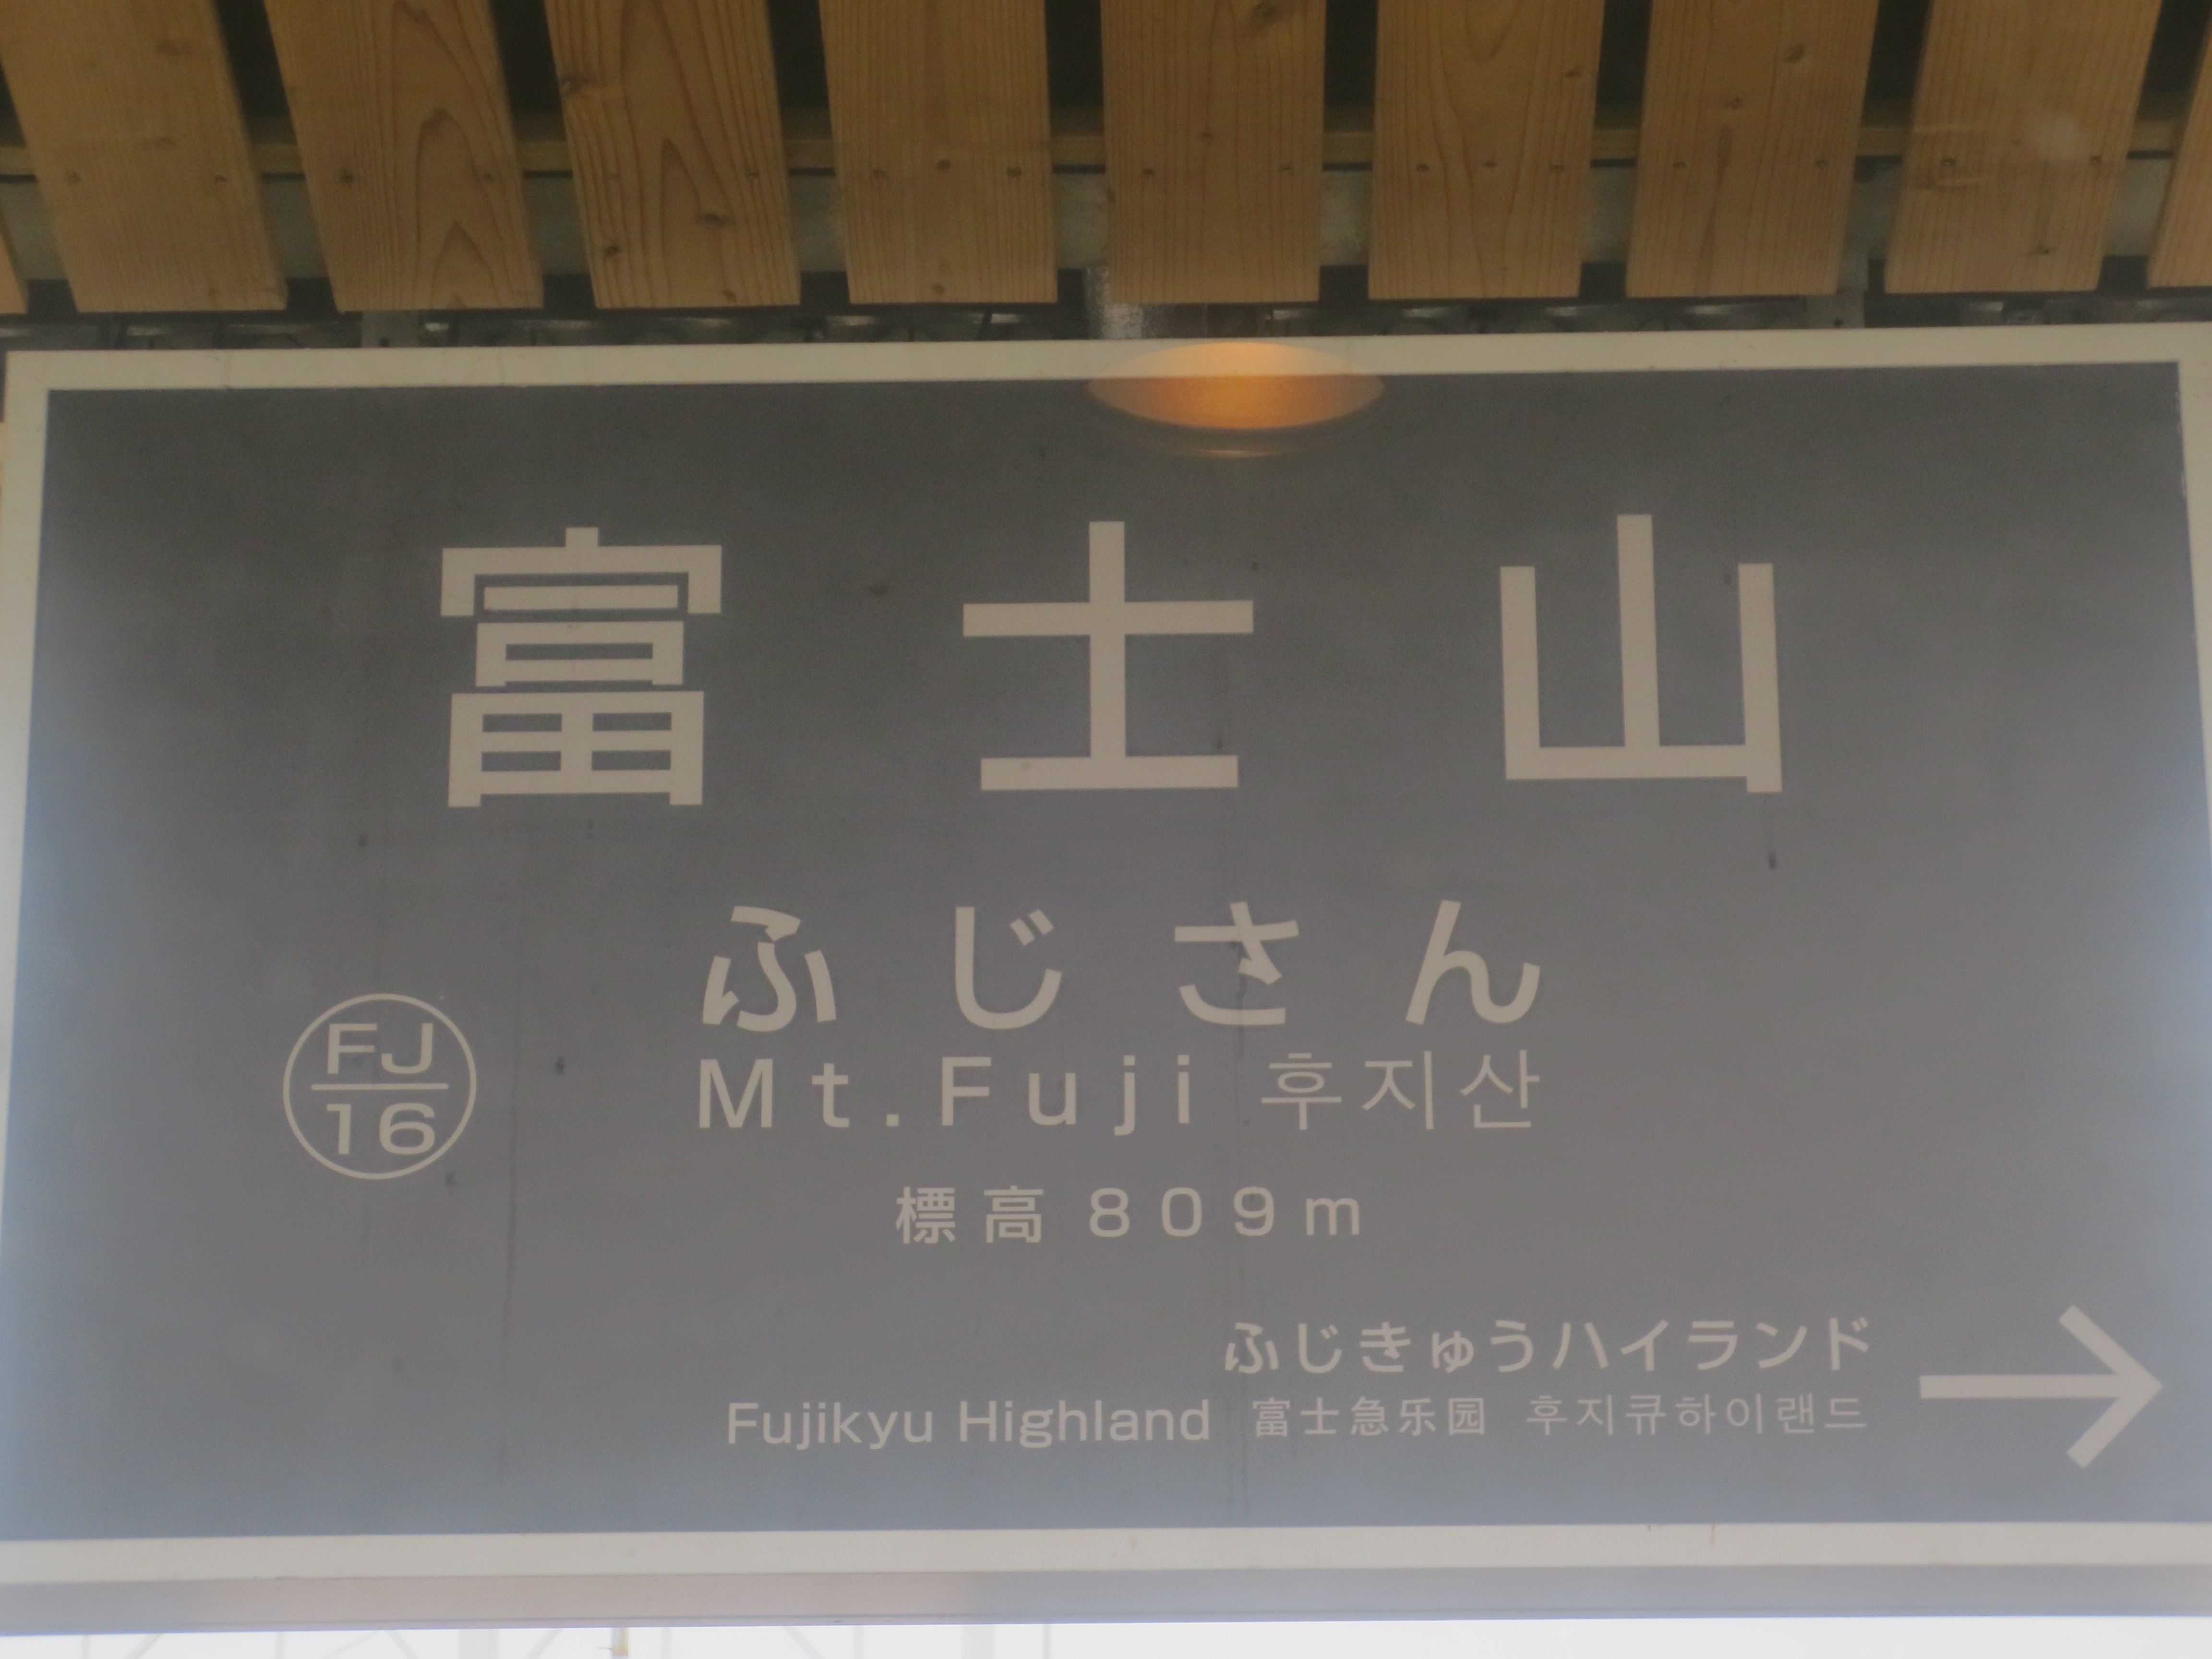 富士山
ふじさん
FJ
16
Mt.Fuji 후지산
標高 809m
ふじきゅうハイランド
Fujikyu Highland 富士急乐园 후지큐하이랜드